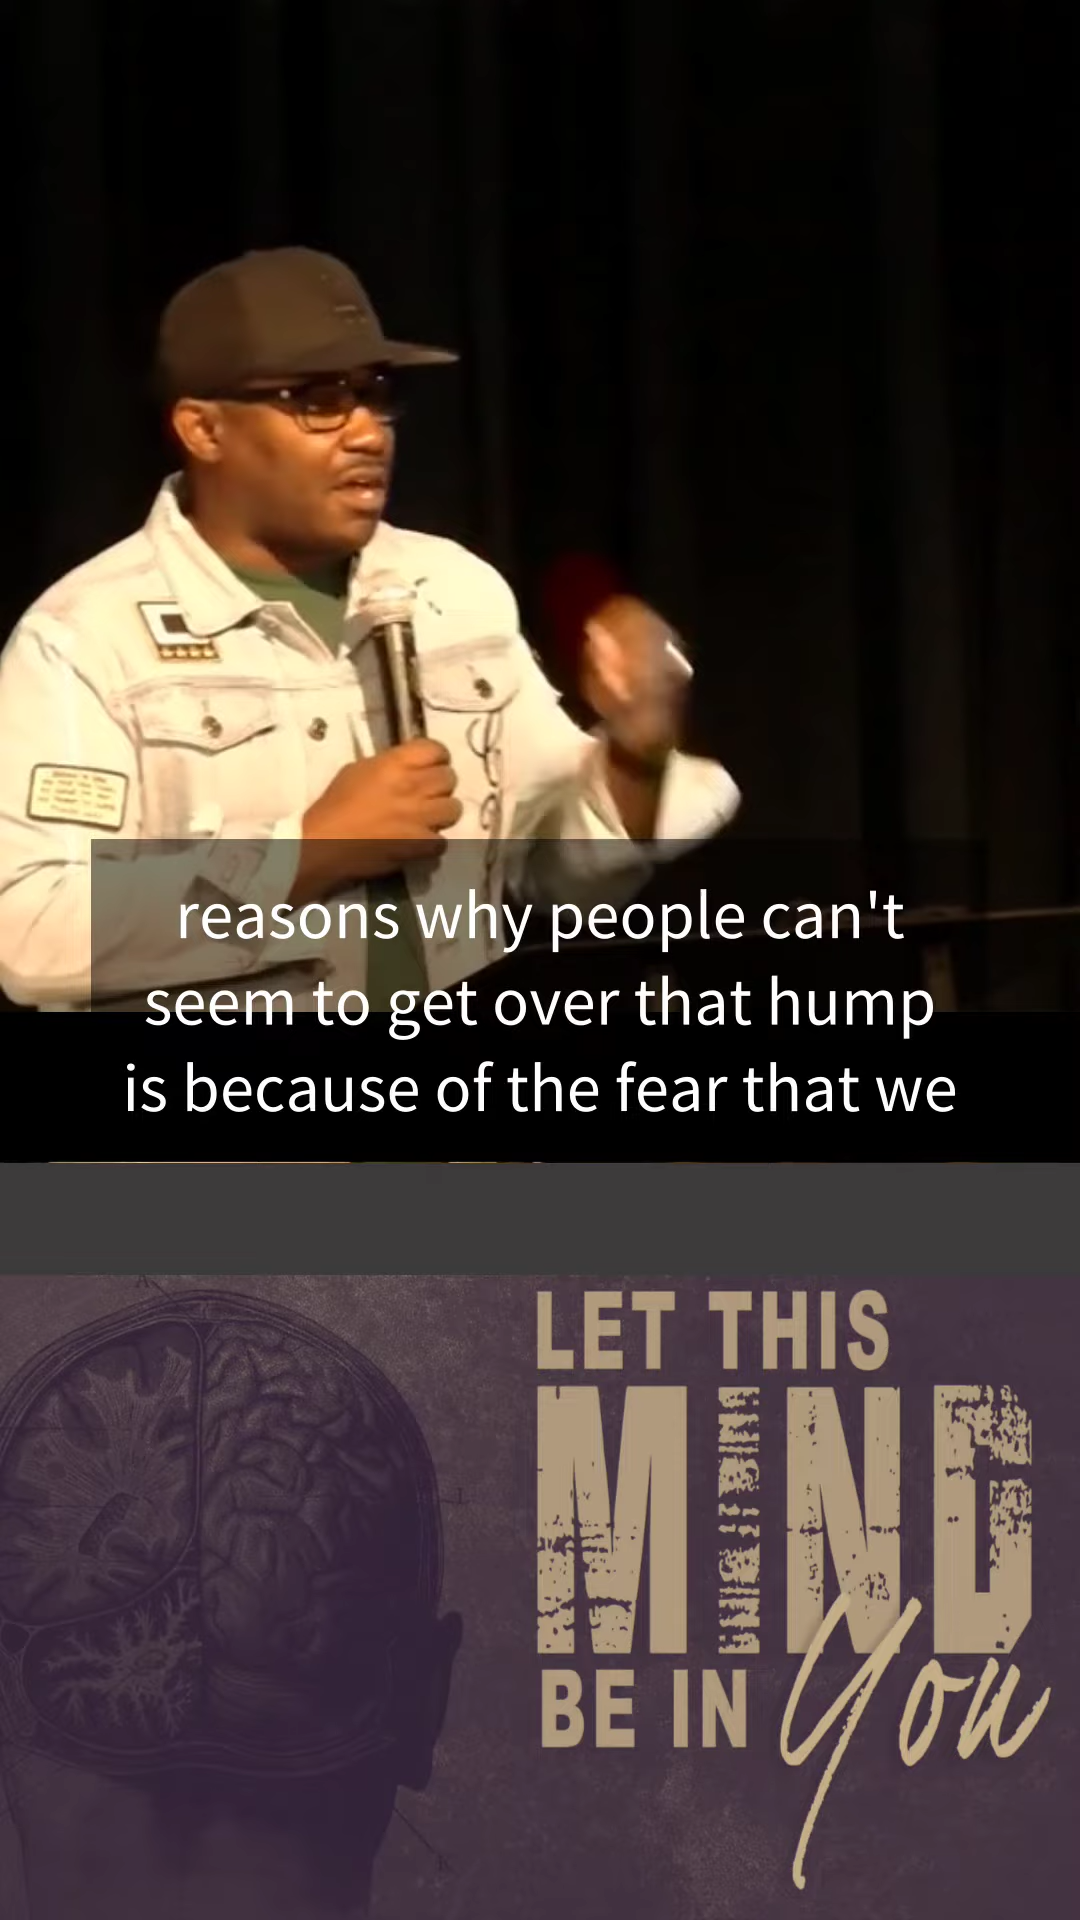 reasons why people can't
seem to get over that hump
is because of the fear that we
LET THIS
MIND
BE IN You